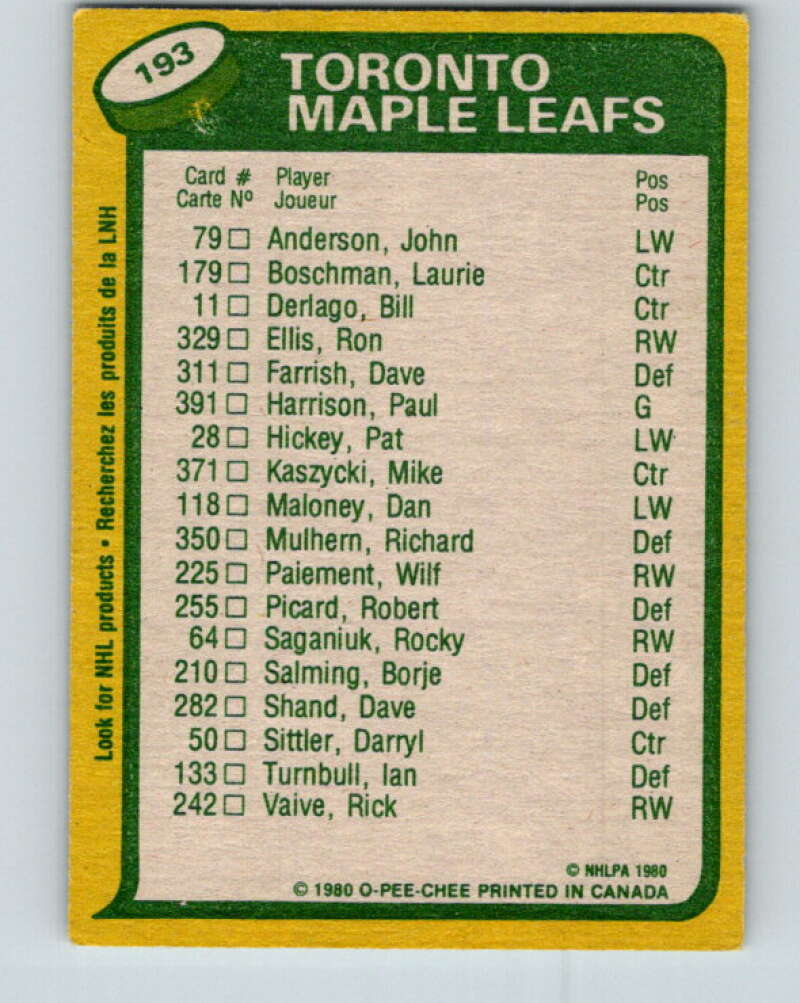 193
TORONTO
MAPLE LEAFS
Card # Player Pos
Carte Nº Joueur Pos
79 □ Anderson, John LW
179 □ Boschman, Laurie Ctr
11 □ Derlago, Bill Ctr
329 □ Ellis, Ron RW
311 □ Farrish, Dave Def
391 □ Harrison, Paul G
28 □ Hickey, Pat LW
371 □ Kaszycki, Mike Ctr
118 □ Maloney, Dan LW
350 □ Mulhern, Richard Def
225 □ Paiement, Wilf RW
255 □ Picard, Robert Def
64 □ Saganiuk, Rocky RW
210 □ Salming, Borje Def
282 □ Shand, Dave Def
50 □ Sittler, Darryl Ctr
133 □ Turnbull, Ian Def
242 □ Vaive, Rick RW
© NHLPA 1980
© 1980 O-PEE-CHEE PRINTED IN CANADA
Look for NHL products • Recherchez les produits de la LNH